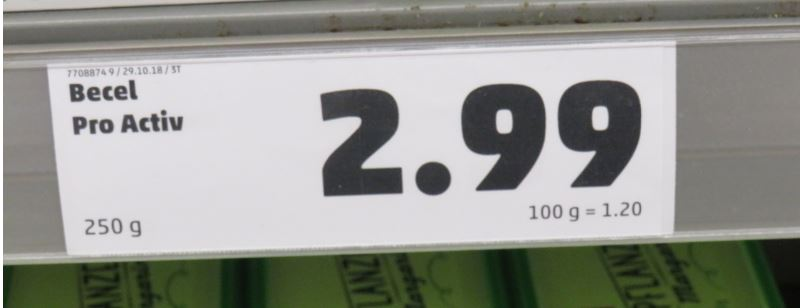 7708874 9 / 29.10.18 / 3T
Becel
Pro Activ
2.99
250 g
100 g = 1.20